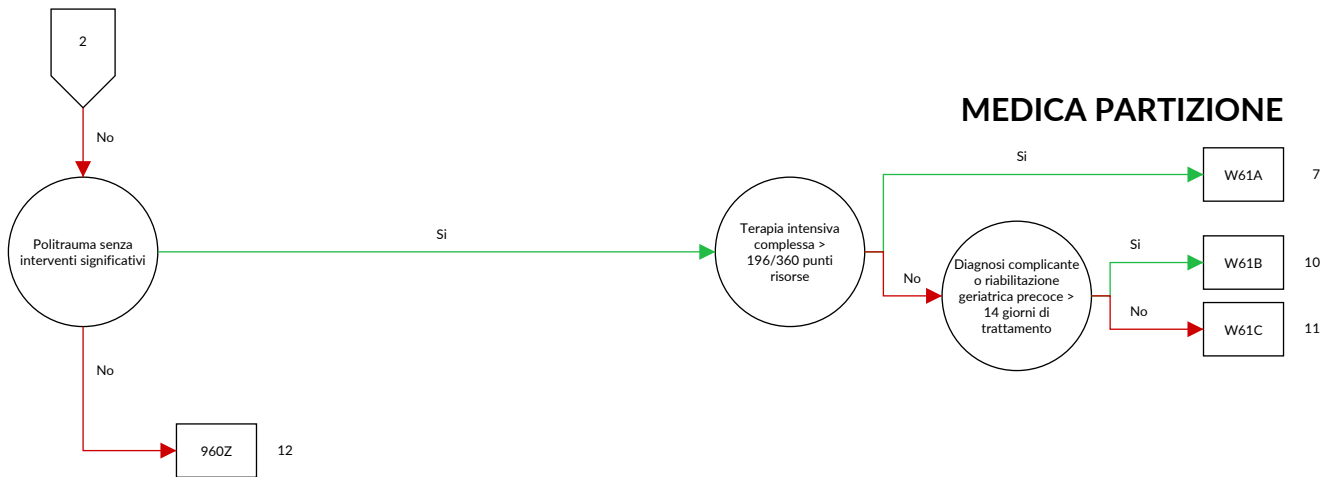 2
No
MEDICA PARTIZIONE
Si
W61A
7
Politrauma senza
interventi significativi
Si
Terapia intensiva
complessa >
196/360 punti
risorse
No
Diagnosi complicante
o riabilitazione
geriatrica precoce >
14 giorni di
trattamento
Si
W61B
10
No
W61C
11
No
960Z
12